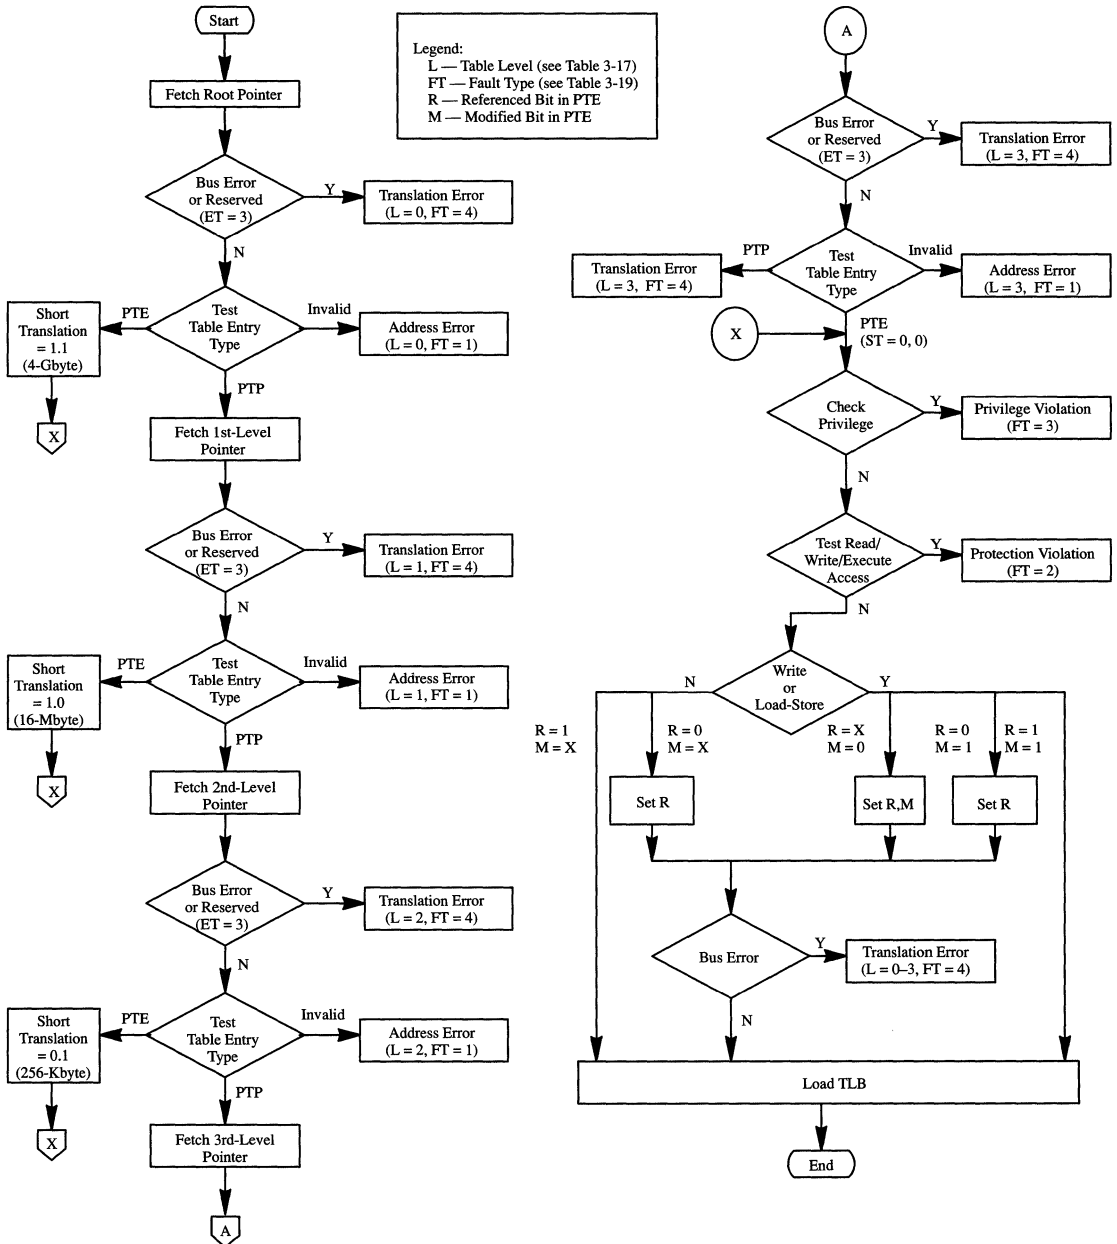 Start
Fetch Root Pointer
Bus Error
or Reserved
(ET = 3)
Y
Translation Error
(L = 0, FT = 4)
N
Test
Table Entry
Type
PTE
Short
Translation
= 1.1
(4-Gbyte)
X
Invalid
Address Error
(L = 0, FT = 1)
PTP
Fetch 1st-Level
Pointer
Bus Error
or Reserved
(ET = 3)
Y
Translation Error
(L = 1, FT = 4)
N
Test
Table Entry
Type
PTE
Short
Translation
= 1.0
(16-Mbyte)
X
Invalid
Address Error
(L = 1, FT = 1)
PTP
Fetch 2nd-Level
Pointer
Bus Error
or Reserved
(ET = 3)
Y
Translation Error
(L = 2, FT = 4)
N
Test
Table Entry
Type
PTE
Short
Translation
= 0.1
(256-Kbyte)
X
Invalid
Address Error
(L = 2, FT = 1)
PTP
Fetch 3rd-Level
Pointer
A
Legend:
L — Table Level (see Table 3-17)
FT — Fault Type (see Table 3-19)
R — Referenced Bit in PTE
M — Modified Bit in PTE
A
Bus Error
or Reserved
(ET = 3)
Y
Translation Error
(L = 3, FT = 4)
N
Test
Table Entry
Type
PTP
Translation Error
(L = 3, FT = 4)
Invalid
Address Error
(L = 3, FT = 1)
X
PTE
(ST = 0, 0)
Check
Privilege
Y
Privilege Violation
(FT = 3)
N
Test Read/
Write/Execute
Access
Y
Protection Violation
(FT = 2)
N
Write
or
Load-Store
N
Y
R = 1
M = X
R = 0
M = X
R = X
M = 0
R = 0
M = 1
R = 1
M = 1
Set R
Set R,M
Set R
Bus Error
Y
Translation Error
(L = 0–3, FT = 4)
N
Load TLB
End